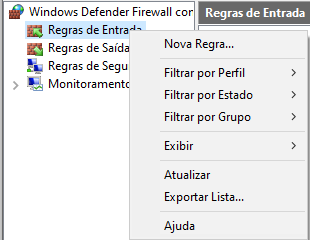 Windows Defender Firewall con
Regras de Entrada
Regras de Entrada
Nova Regra...
Regras de Saída
Regras de Segu
Filtrar por Perfil
Monitoramento
Filtrar por Estado
Filtrar por Grupo
Exibir
Atualizar
Exportar Lista...
Ajuda